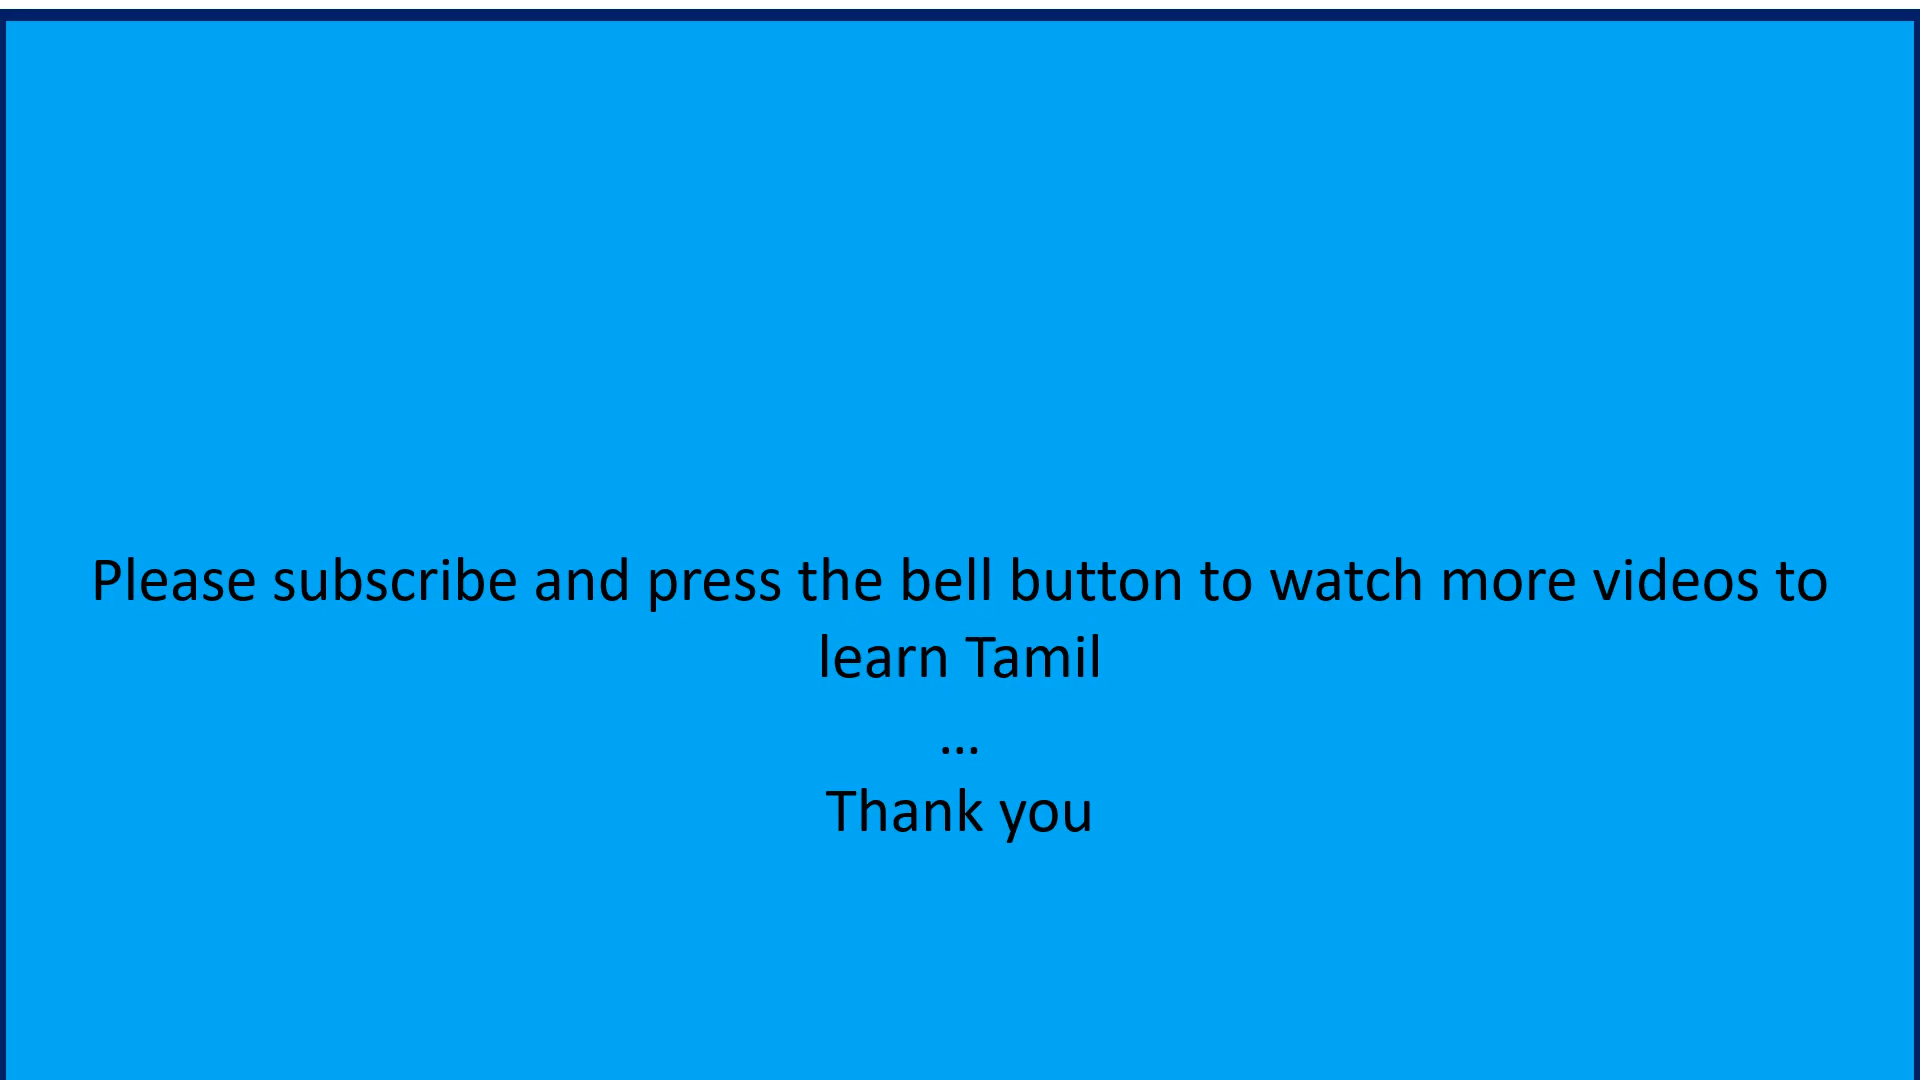 Please subscribe and press the bell button to watch more videos to
learn Tamil
...
Thank you